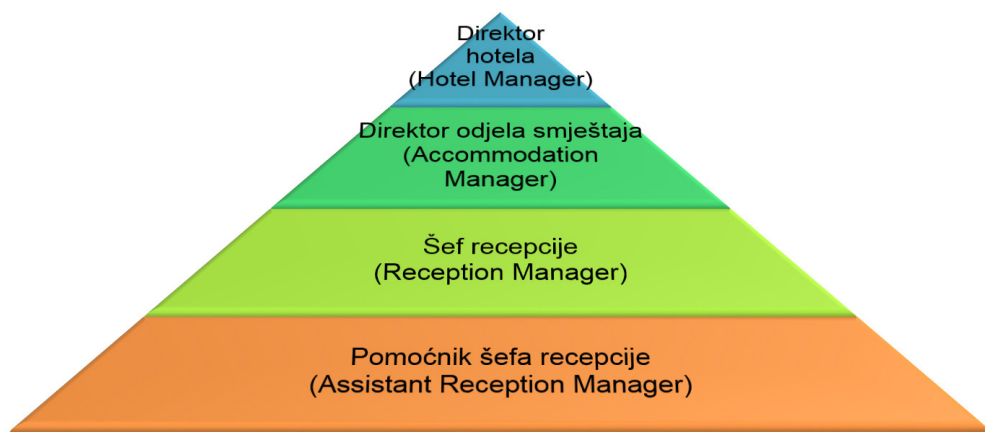 Direktor
hotela
(Hotel Manager)
Direktor odjela smještaja
(Accommodation
Manager)
Šef recepcije
(Reception Manager)
Pomoćnik šefa recepcije
(Assistant Reception Manager)